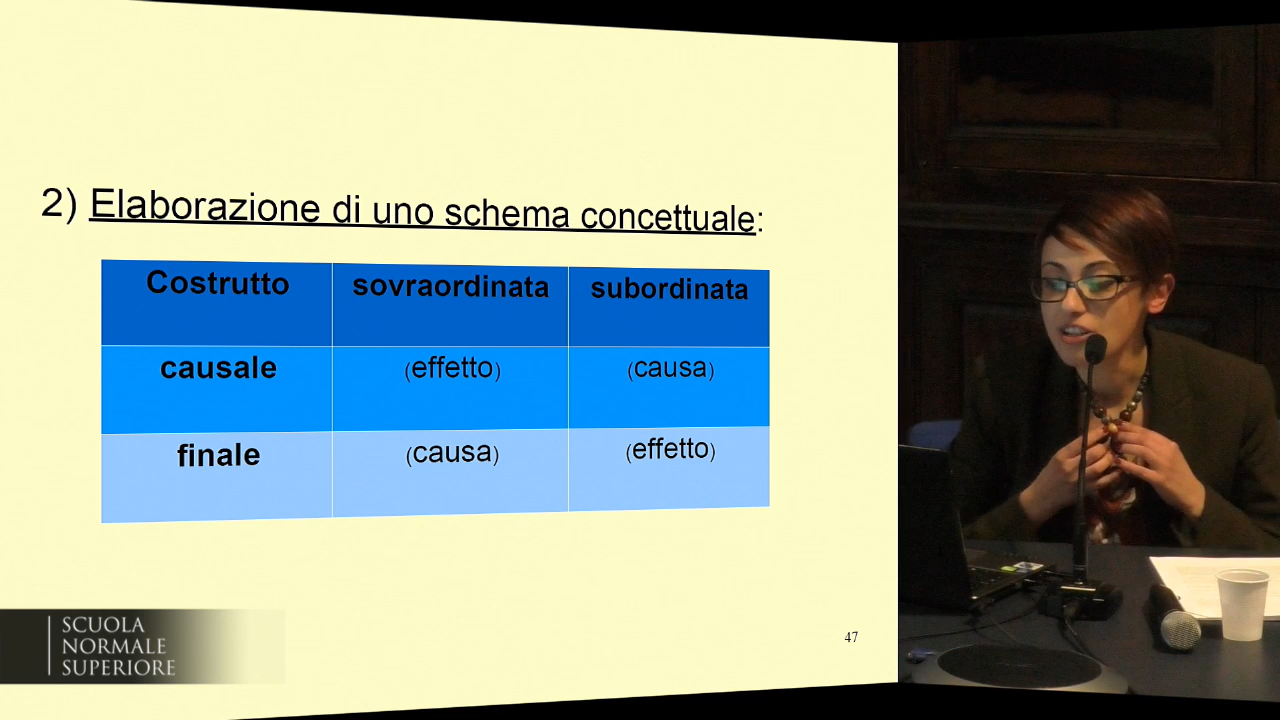 2) Elaborazione di uno schema concettuale:
Costrutto sovraordinata subordinata
causale (effetto) (causa)
finale (causa) (effetto)
47
SCUOLA
NORMALE
SUPERIORE